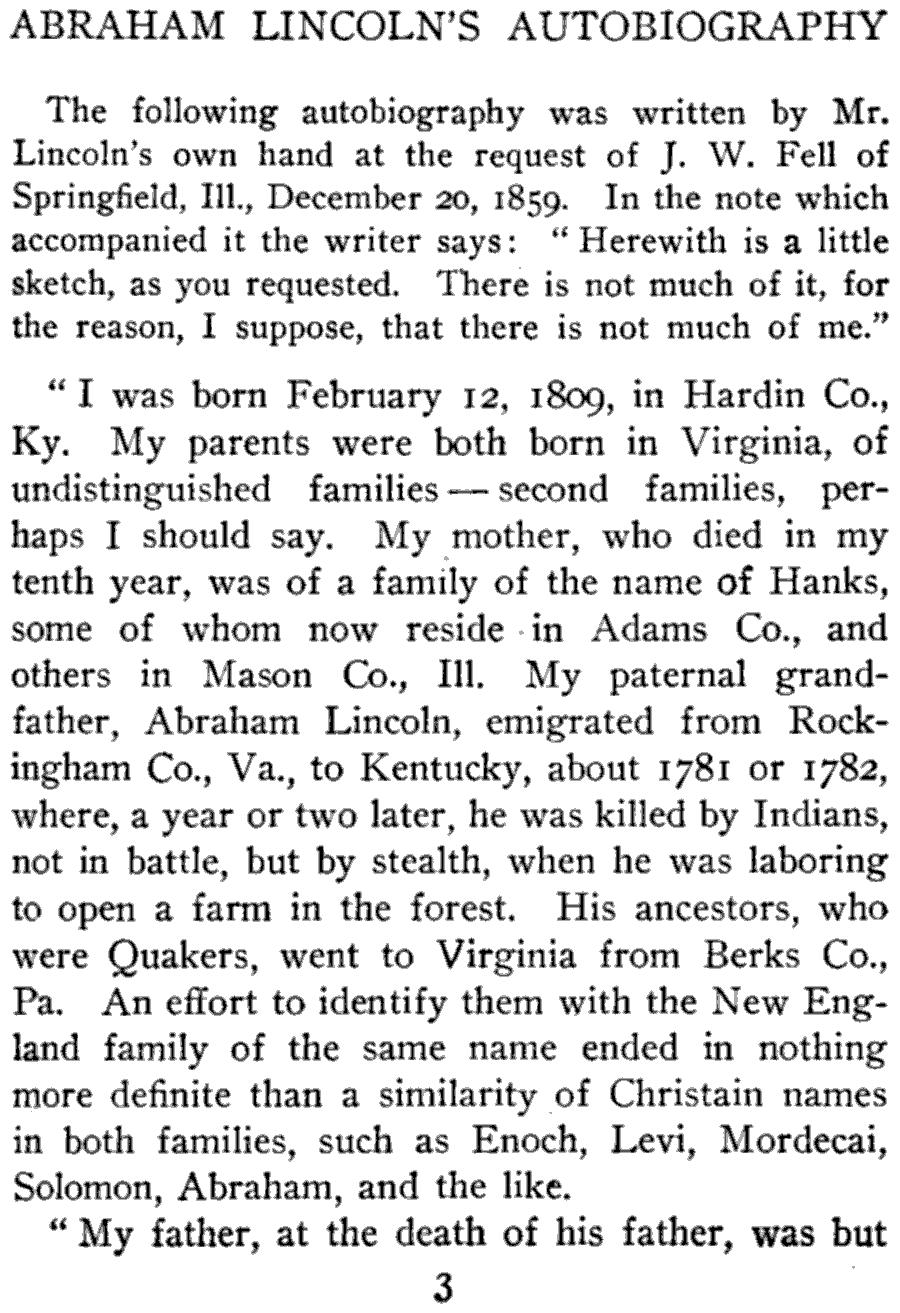 ABRAHAM LINCOLN'S AUTOBIOGRAPHY
The following autobiography was written by Mr.
Lincoln's own hand at the request of J. W. Fell of
Springfield, Ill., December 20, 1859. In the note which
accompanied it the writer says: "Herewith is a little
sketch, as you requested. There is not much of it, for
the reason, I suppose, that there is not much of me."
"I was born February 12, 1809, in Hardin Co.,
Ky. My parents were both born in Virginia, of
undistinguished families — second families, per-
haps I should say. My mother, who died in my
tenth year, was of a family of the name of Hanks,
some of whom now reside in Adams Co., and
others in Mason Co., Ill. My paternal grand-
father, Abraham Lincoln, emigrated from Rock-
ingham Co., Va., to Kentucky, about 1781 or 1782,
where, a year or two later, he was killed by Indians,
not in battle, but by stealth, when he was laboring
to open a farm in the forest. His ancestors, who
were Quakers, went to Virginia from Berks Co.,
Pa. An effort to identify them with the New Eng-
land family of the same name ended in nothing
more definite than a similarity of Christain names
in both families, such as Enoch, Levi, Mordecai,
Solomon, Abraham, and the like.
"My father, at the death of his father, was but
3